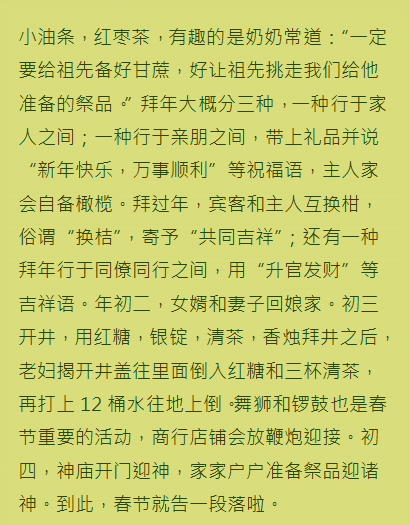 小油条，红枣茶，有趣的是奶奶常道：“一定
要给祖先备好甘蔗，好让祖先挑走我们给他
准备的祭品。”拜年大概分三种，一种行于家
人之间；一种行于亲朋之间，带上礼品并说
“新年快乐，万事顺利”等祝福语，主人家
会自备橄榄。拜过年，宾客和主人互换柑，
俗谓“换桔”，寄予“共同吉祥”；还有一种
拜年行于同僚同行之间，用“升官发财”等
吉祥语。年初二，女婿和妻子回娘家。初三
开井，用红糖，银锭，清茶，香烛拜井之后，
老妇揭开井盖往里面倒入红糖和三杯清茶，
再打上 12 桶水往地上倒。舞狮和锣鼓也是春
节重要的活动，商行店铺会放鞭炮迎接。初
四，神庙开门迎神，家家户户准备祭品迎诸
神。到此，春节就告一段落啦。